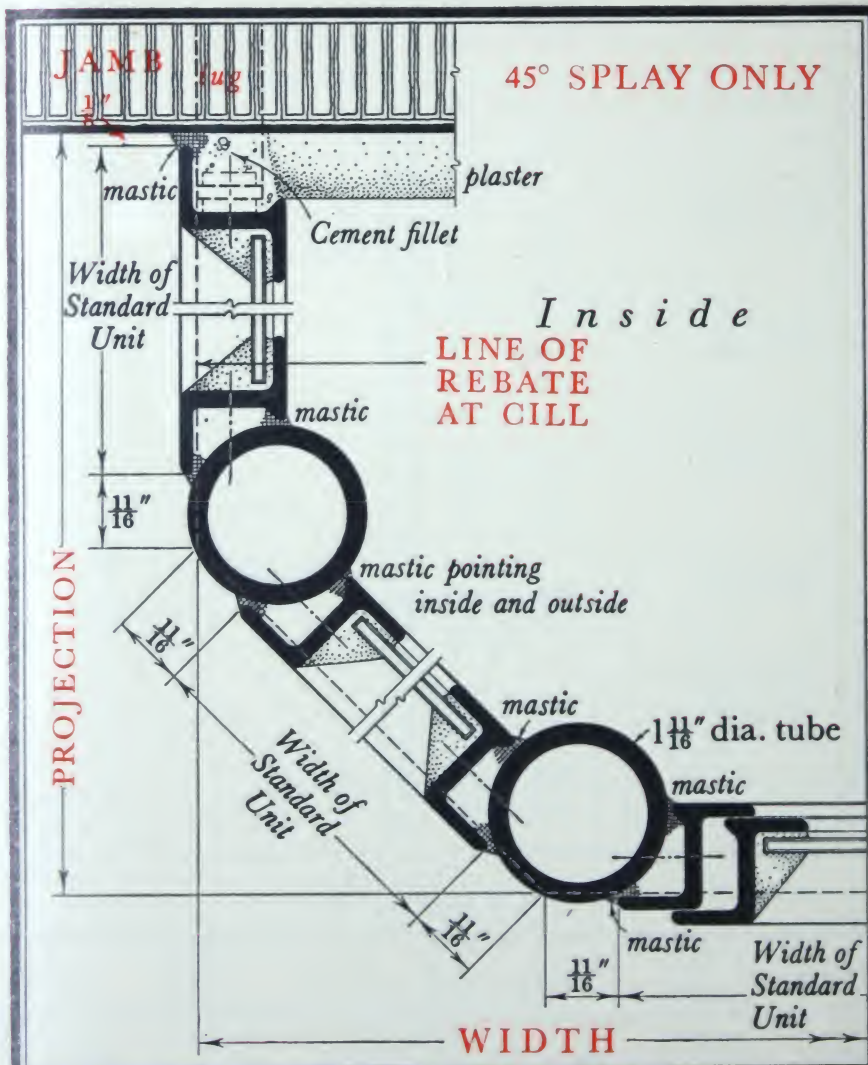 JAMB
lug
45° SPLAY ONLY
1/8"
mastic
plaster
Cement fillet
Width of
Standard
Unit
Inside
LINE OF
REBATE
AT CILL
mastic
11/16"
mastic pointing
inside and outside
PROJECTION
11/16"
mastic
1 11/16" dia. tube
Width of
Standard
Unit
mastic
11/16"
mastic
11/16"
Width of
Standard
Unit
WIDTH